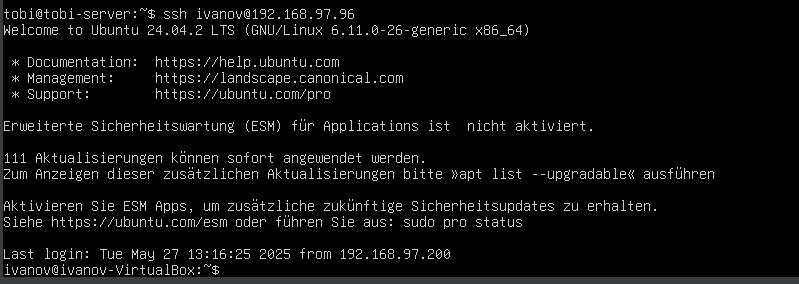 tobi@tobi-server:~$ ssh ivanov@192.168.97.96
Welcome to Ubuntu 24.04.2 LTS (GNU/Linux 6.11.0-26-generic x86_64)
* Documentation: https://help.ubuntu.com
* Management: https://landscape.canonical.com
* Support: https://ubuntu.com/pro
Erweiterte Sicherheitswartung (ESM) für Applications ist nicht aktiviert.
111 Aktualisierungen können sofort angewendet werden.
Zum Anzeigen dieser zusätzlichen Aktualisierungen bitte »apt list --upgradable« ausführen
Aktivieren Sie ESM Apps, um zusätzliche zukünftige Sicherheitsupdates zu erhalten.
Siehe https://ubuntu.com/esm oder führen Sie aus: sudo pro status
Last login: Tue May 27 13:16:25 2025 from 192.168.97.200
ivanov@ivanov-VirtualBox:~$